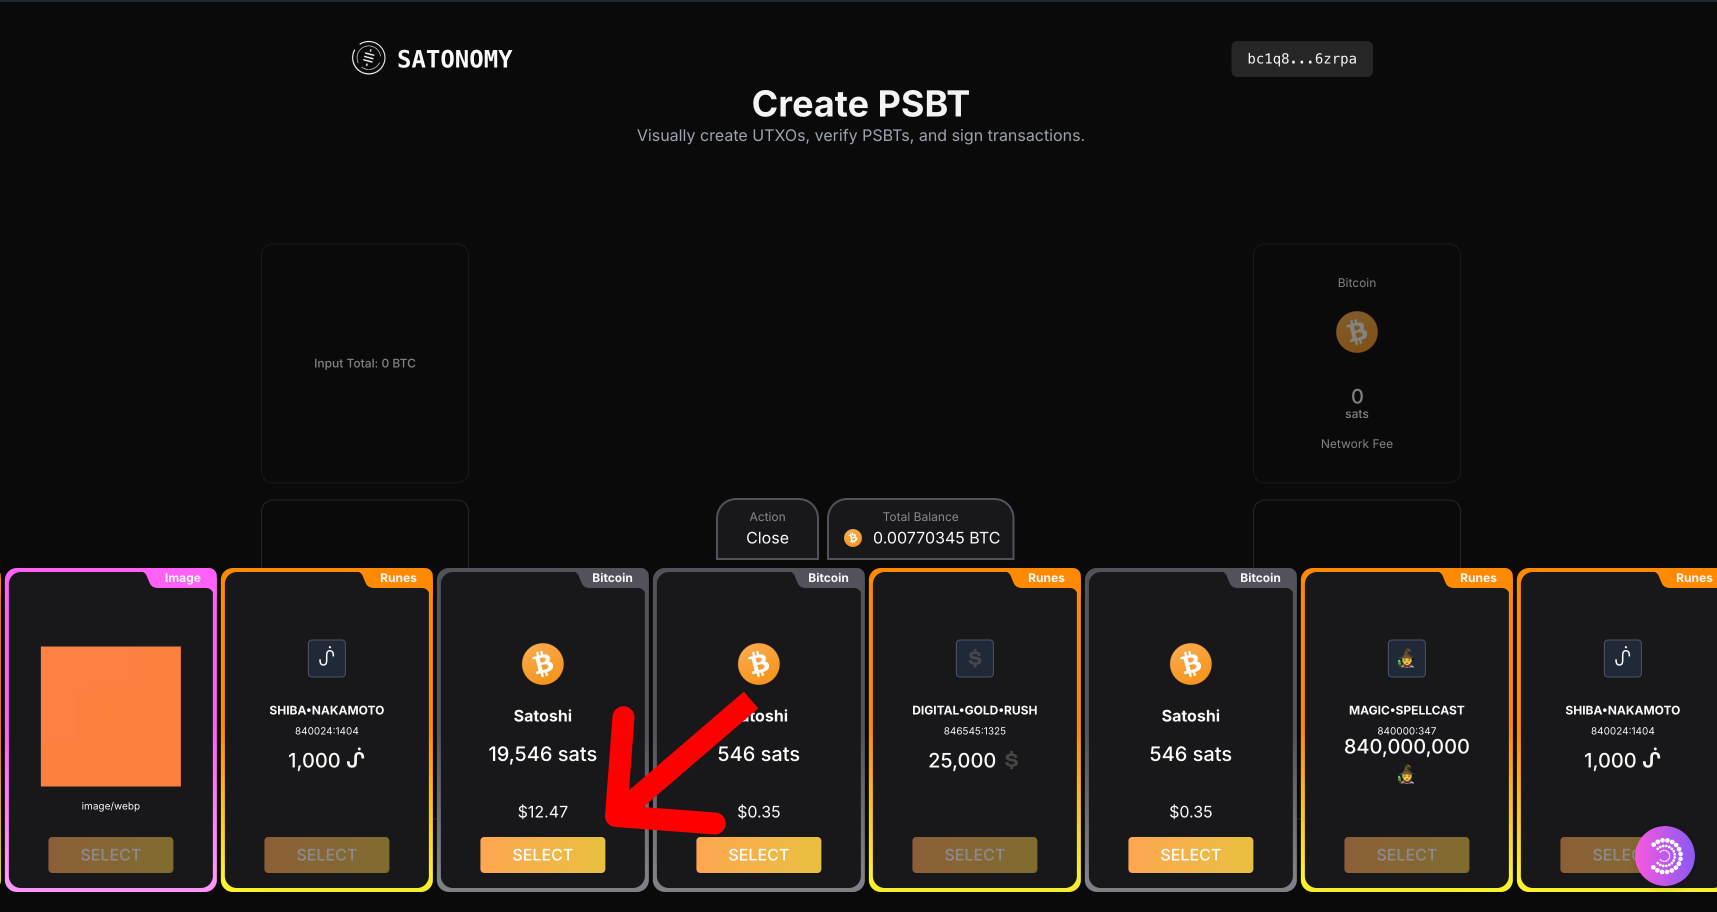 SATONOMY
bc1q8...6zrpa
Create PSBT
Visually create UTXOs, verify PSBTs, and sign transactions.
Input Total: 0 BTC
Bitcoin
0
sats
Network Fee
Action
Close
Total Balance
0.00770345 BTC
Image
image/webp
SELECT
Runes
SHIBA•NAKAMOTO
840024:1404
1,000
SELECT
Bitcoin
Satoshi
19,546 sats
$12.47
SELECT
Bitcoin
toshi
546 sats
$0.35
SELECT
Runes
$
DIGITAL•GOLD•RUSH
846545:1325
25,000 $
SELECT
Bitcoin
Satoshi
546 sats
$0.35
SELECT
Runes
MAGIC•SPELLCAST
840000:347
840,000,000
SELECT
Runes
SHIBA•NAKAMOTO
840024:1404
1,000
SELE